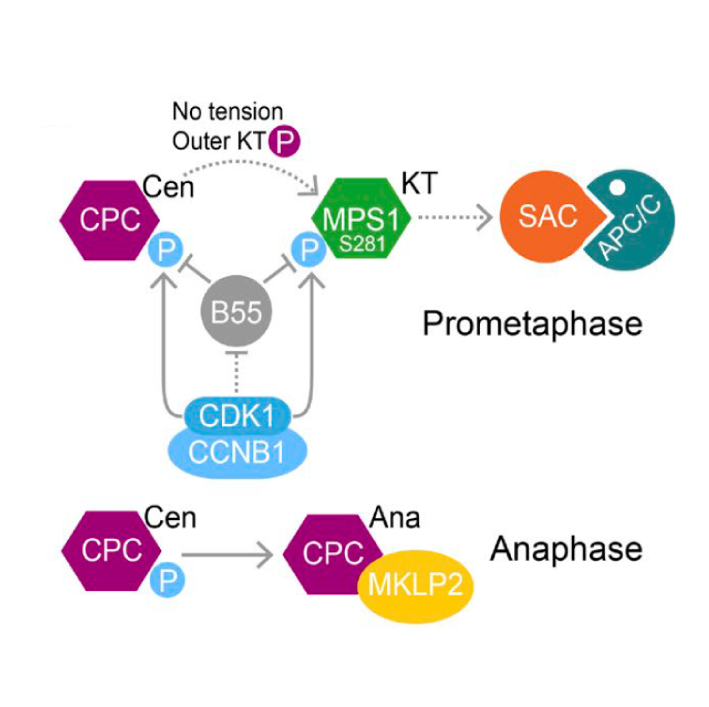 No tension
Outer KT P
Cen
KT
CPC
P
P
MPS1
S281
SAC
APC/C
B55
Prometaphase
CDK1
CCNB1
Cen
Ana
CPC
P
CPC
MKLP2
Anaphase